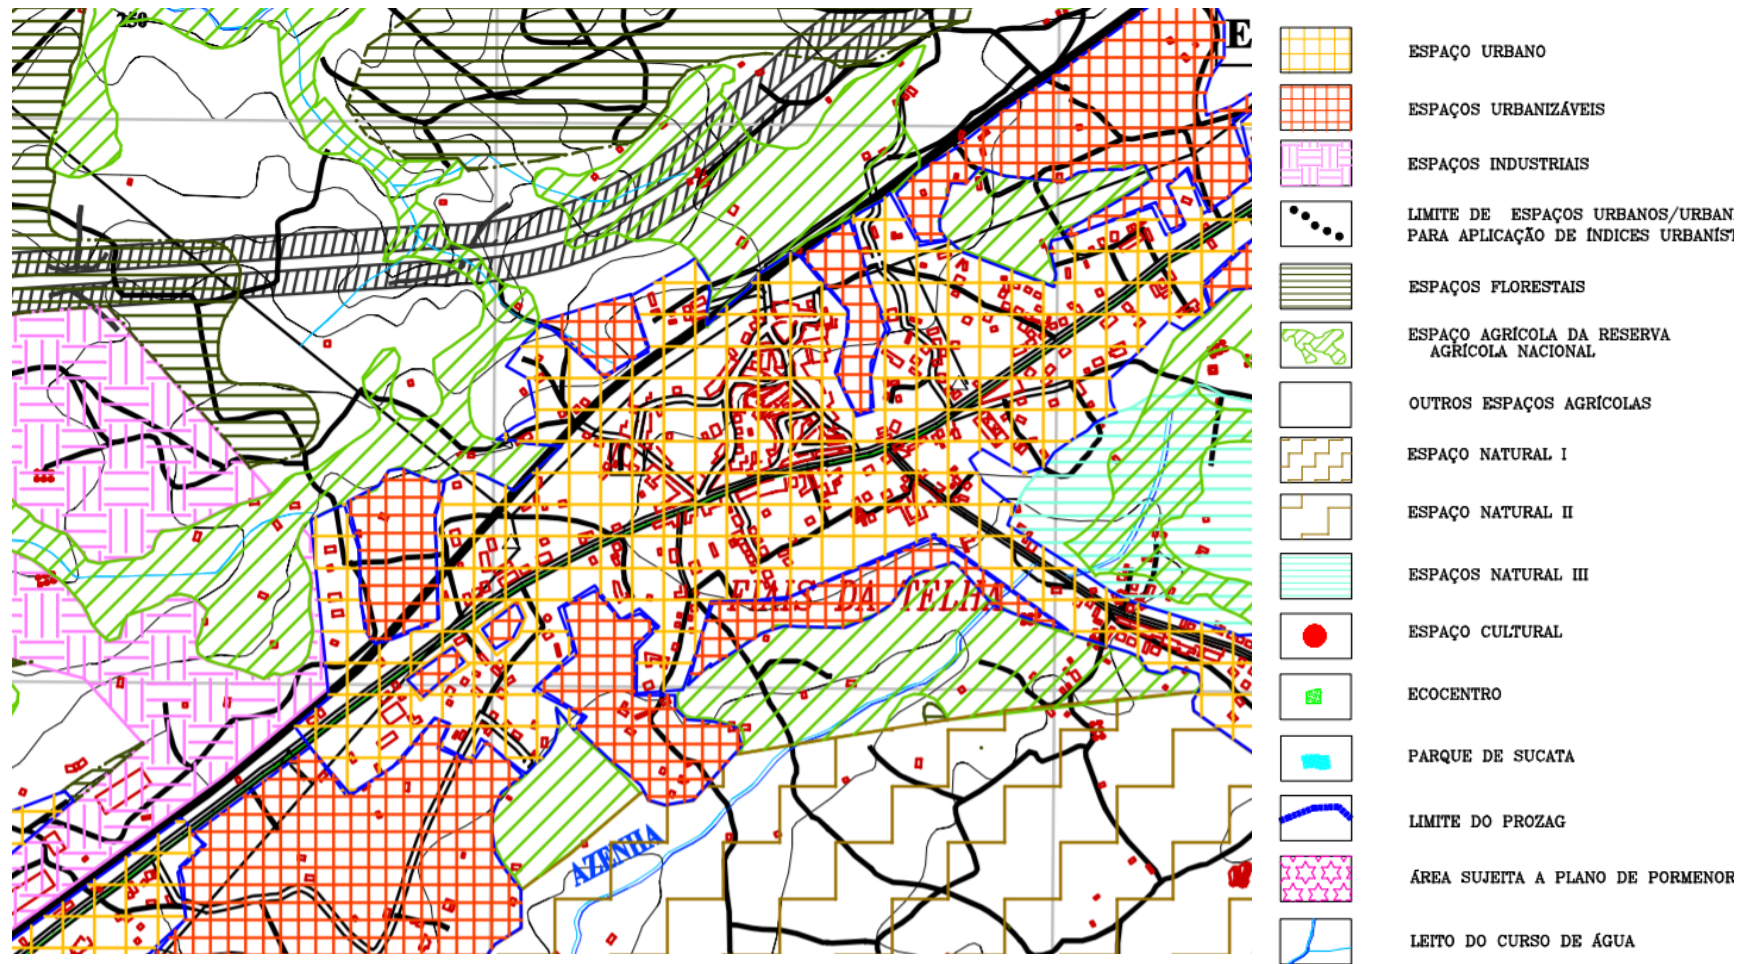 250
E
FAIS DA TELHA
AZENHA
ESPAÇO URBANO
ESPAÇOS URBANIZÁVEIS
ESPAÇOS INDUSTRIAIS
LIMITE DE ESPAÇOS URBANOS/URBAN
PARA APLICAÇÃO DE ÍNDICES URBANÍST
ESPAÇOS FLORESTAIS
ESPAÇO AGRÍCOLA DA RESERVA
AGRÍCOLA NACIONAL
OUTROS ESPAÇOS AGRÍCOLAS
ESPAÇO NATURAL I
ESPAÇO NATURAL II
ESPAÇOS NATURAL III
ESPAÇO CULTURAL
ECOCENTRO
PARQUE DE SUCATA
LIMITE DO PROZAG
ÁREA SUJEITA A PLANO DE PORMENOR
LEITO DO CURSO DE ÁGUA